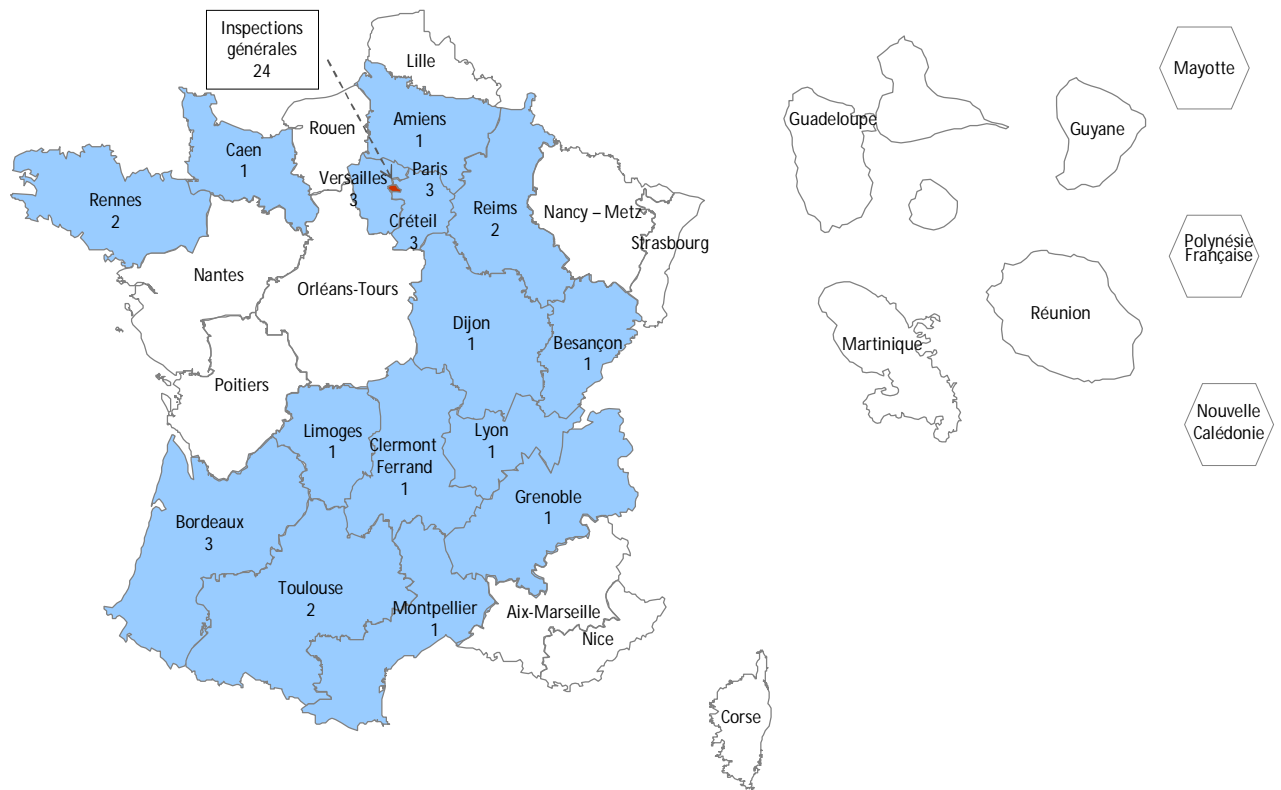 Inspections
générales
24
Lille
Rouen
Amiens
1
Caen
1
Versailles
3
Paris
3
Créteil
3
Reims
2
Nancy – Metz
Strasbourg
Rennes
2
Nantes
Orléans-Tours
Dijon
1
Besançon
1
Poitiers
Limoges
1
Clermont
Ferrand
1
Lyon
1
Grenoble
1
Bordeaux
3
Toulouse
2
Montpellier
1
Aix-Marseille
Nice
Corse
Guadeloupe
Guyane
Mayotte
Martinique
Réunion
Polynésie
Française
Nouvelle
Calédonie